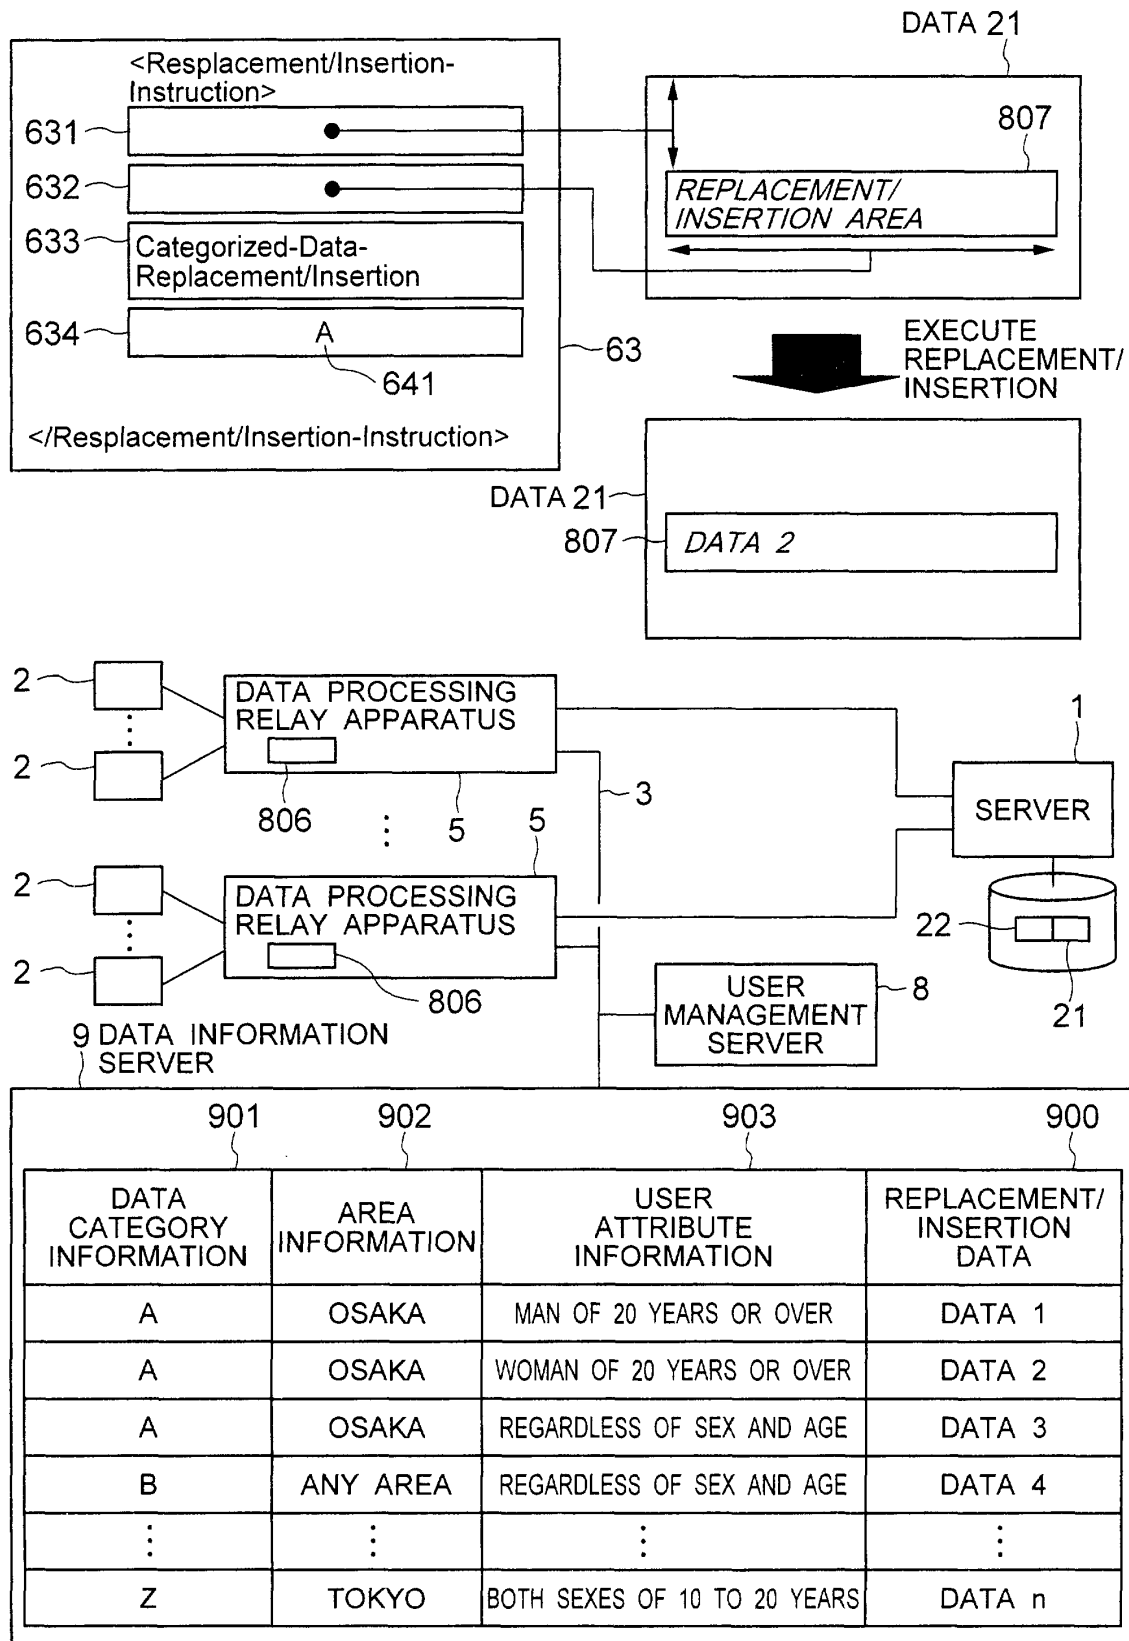 DATA 21
<Resplacement/Insertion-
Instruction>
631
632
633
Categorized-Data-
Replacement/Insertion
634
A
641
63
</Resplacement/Insertion-Instruction>
807
REPLACEMENT/
INSERTION AREA
EXECUTE
REPLACEMENT/
INSERTION
DATA 21
807
DATA 2
2
2
DATA PROCESSING
RELAY APPARATUS
806
5
3
1
SERVER
2
2
5
DATA PROCESSING
RELAY APPARATUS
806
22
21
USER
MANAGEMENT
SERVER
8
9 DATA INFORMATION
SERVER
901 902 903 900
DATA
CATEGORY
INFORMATION
AREA
INFORMATION
USER
ATTRIBUTE
INFORMATION
REPLACEMENT/
INSERTION
DATA
A OSAKA MAN OF 20 YEARS OR OVER DATA 1
A OSAKA WOMAN OF 20 YEARS OR OVER DATA 2
A OSAKA REGARDLESS OF SEX AND AGE DATA 3
B ANY AREA REGARDLESS OF SEX AND AGE DATA 4
Z TOKYO BOTH SEXES OF 10 TO 20 YEARS DATA n